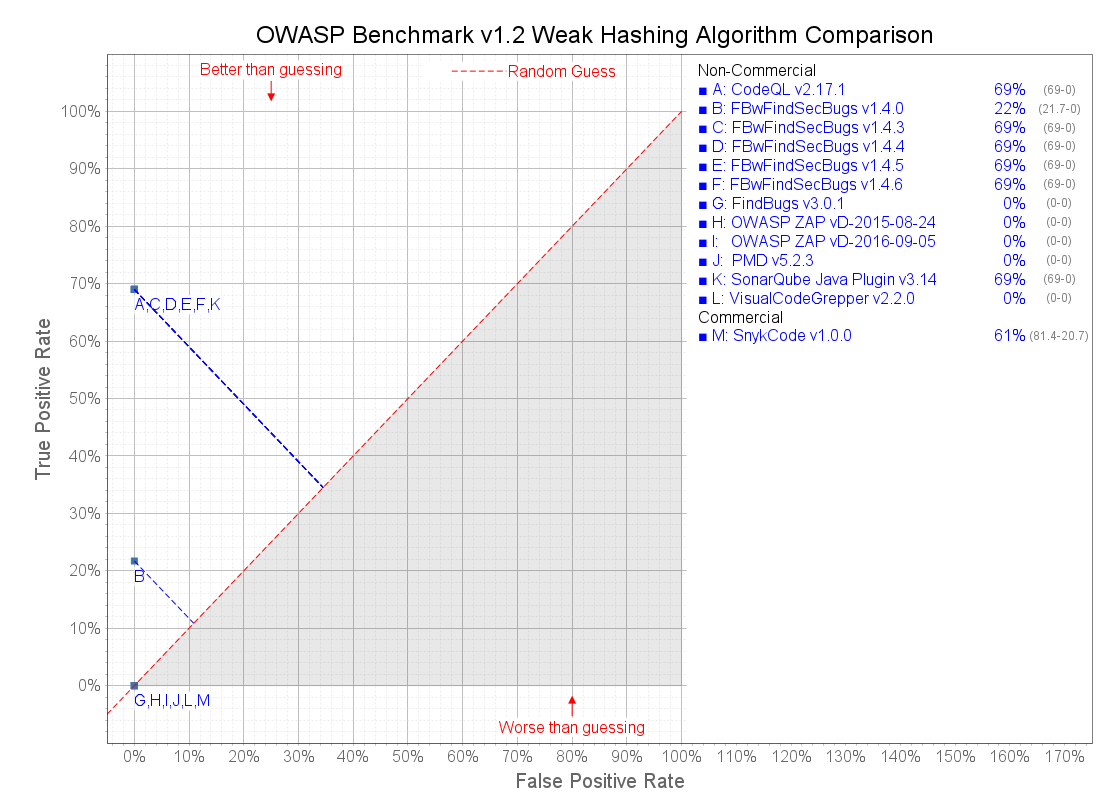 OWASP Benchmark v1.2 Weak Hashing Algorithm Comparison
Better than guessing
Random Guess
Non-Commercial
A: CodeQL v2.17.1 69% (69-0)
B: FBwFindSecBugs v1.4.0 22% (21.7-0)
C: FBwFindSecBugs v1.4.3 69% (69-0)
D: FBwFindSecBugs v1.4.4 69% (69-0)
E: FBwFindSecBugs v1.4.5 69% (69-0)
F: FBwFindSecBugs v1.4.6 69% (69-0)
G: FindBugs v3.0.1 0% (0-0)
H: OWASP ZAP vD-2015-08-24 0% (0-0)
I: OWASP ZAP vD-2016-09-05 0% (0-0)
J: PMD v5.2.3 0% (0-0)
K: SonarQube Java Plugin v3.14 69% (69-0)
L: VisualCodeGrepper v2.2.0 0% (0-0)
Commercial
M: SnykCode v1.0.0 61% (81.4-20.7)
True Positive Rate
100%
90%
80%
70%
60%
50%
40%
30%
20%
10%
0%
A,C,D,E,F,K
B
G,H,I,J,L,M
Worse than guessing
0% 10% 20% 30% 40% 50% 60% 70% 80% 90% 100% 110% 120% 130% 140% 150% 160% 170%
False Positive Rate